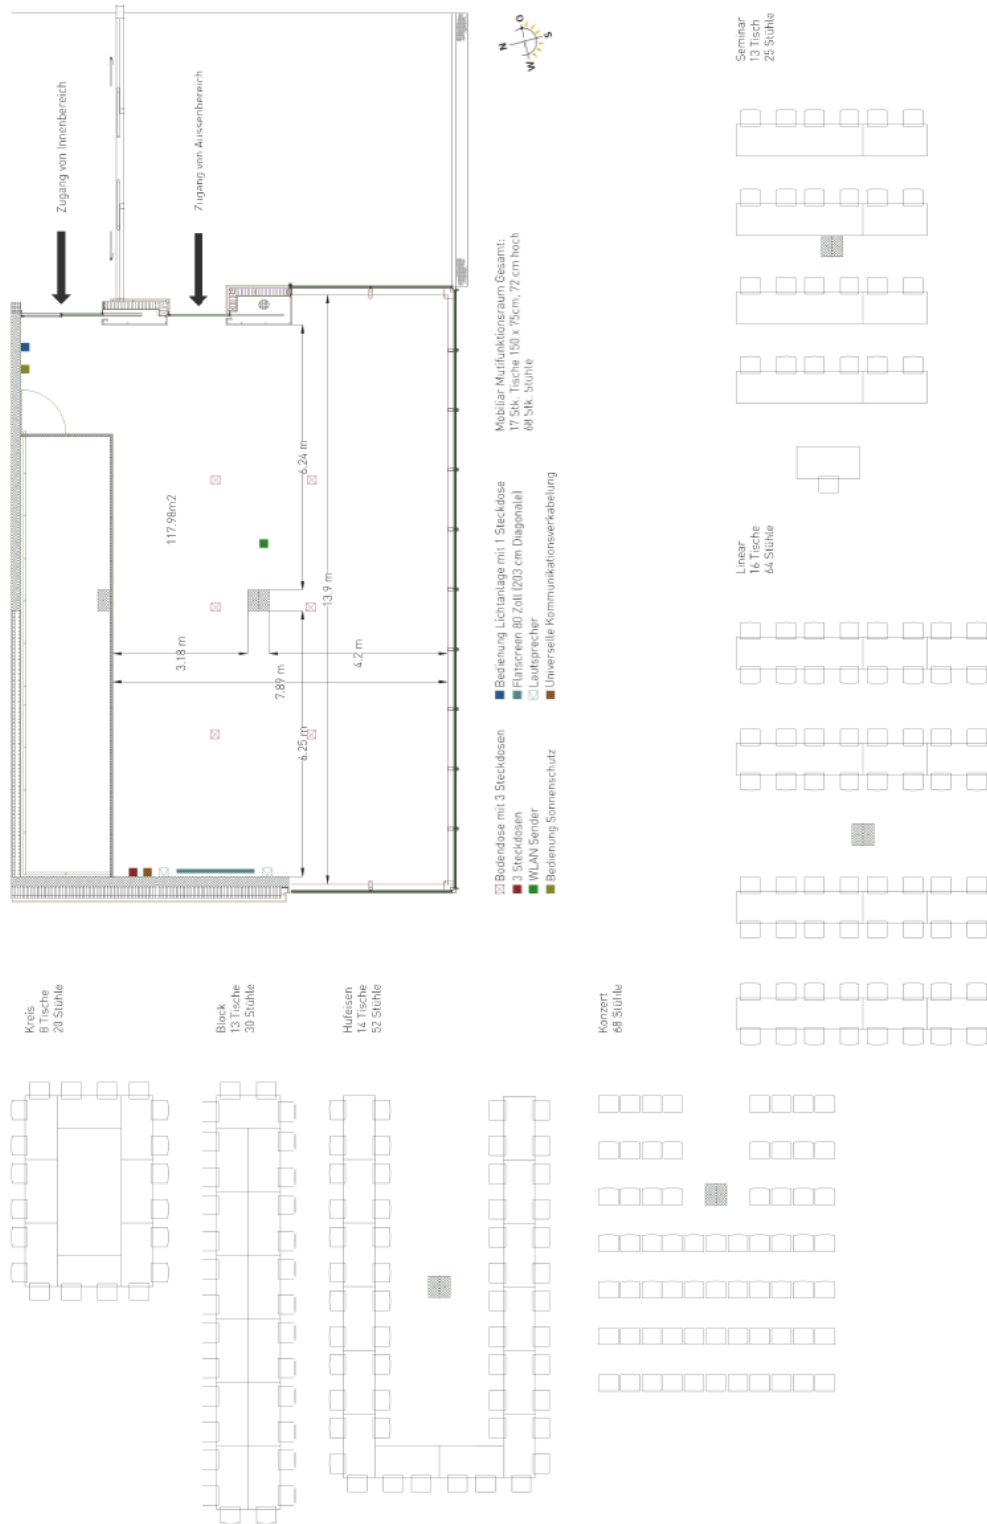 Zugang von Innenbereich
Zugang von Aussenbereich
N
O
S
W
117.98m2
6.24 m
13.9 m
3.18 m
7.89 m
4.2 m
6.25 m
Mobiliar Mutifunktionsraum Gesamt:
17 Stk. Tische 150 x 75cm, 72 cm hoch
68 Stk. Stühle
Bodendose mit 3 Steckdosen
3 Steckdosen
WLAN Sender
Bedienung Sonnenschutz
Bedienung Lichtanlage mit 1 Steckdose
Flatscreen 80 Zoll (203 cm Diagonale)
Lautsprecher
Universelle Kommunikationsverkabelung
Kreis
8 Tische
20 Stühle
Block
13 Tische
30 Stühle
Hufeisen
14 Tische
52 Stühle
Konzert
68 Stühle
Linear
16 Tische
64 Stühle
Seminar
13 Tisch
25 Stühle